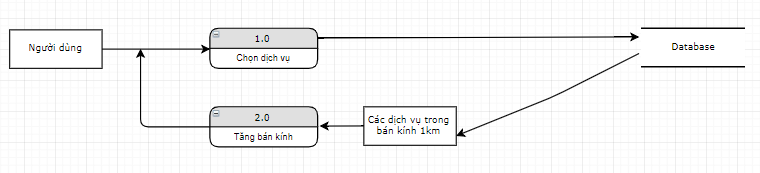 Người dùng
1.0
Chọn dịch vụ
Database
2.0
Tăng bán kính
Các dịch vụ trong
bán kính 1km